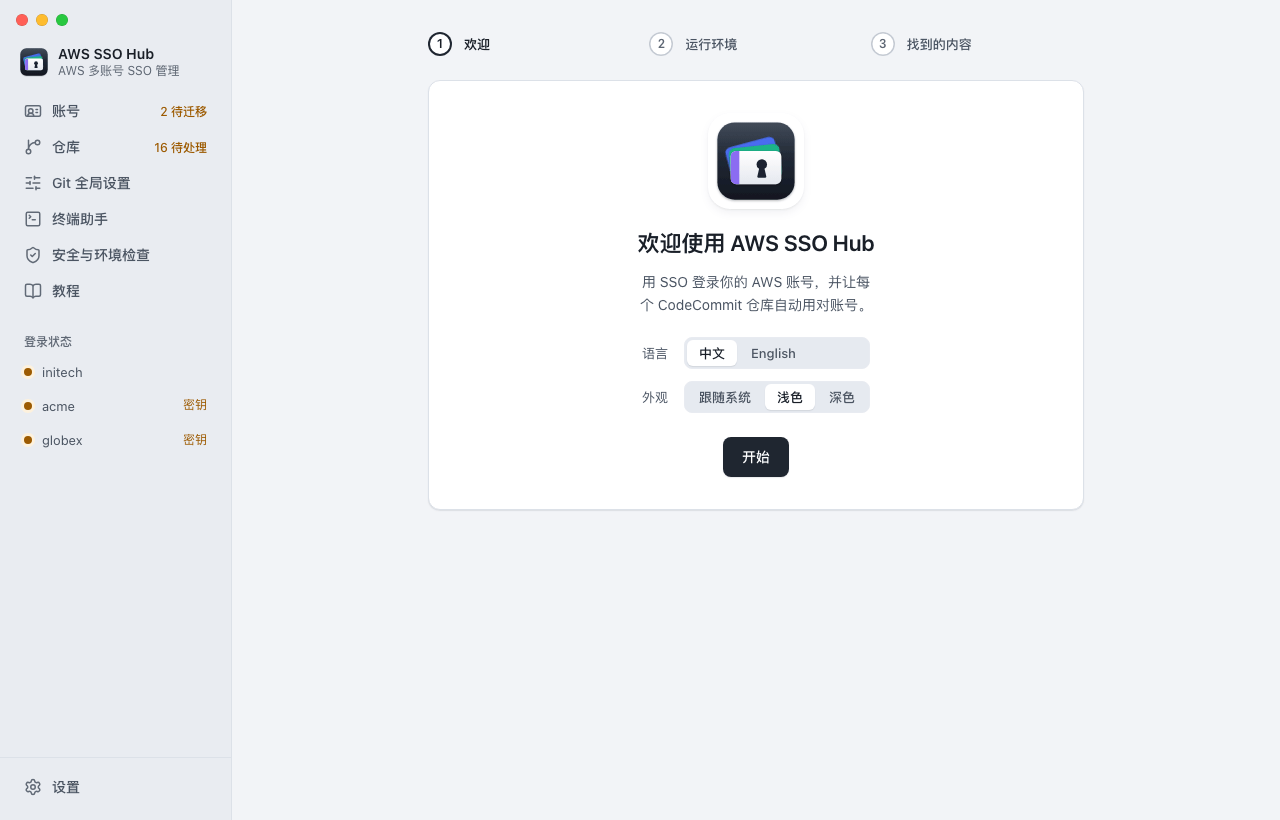 AWS SSO Hub
AWS 多账号 SSO 管理
账号 2 待迁移
仓库 16 待处理
Git 全局设置
终端助手
安全与环境检查
教程
登录状态
initech
acme 密钥
globex 密钥
设置
1 欢迎 2 运行环境 3 找到的内容
欢迎使用 AWS SSO Hub
用 SSO 登录你的 AWS 账号，并让每
个 CodeCommit 仓库自动用对账号。
语言 中文 English
外观 跟随系统 浅色 深色
开始